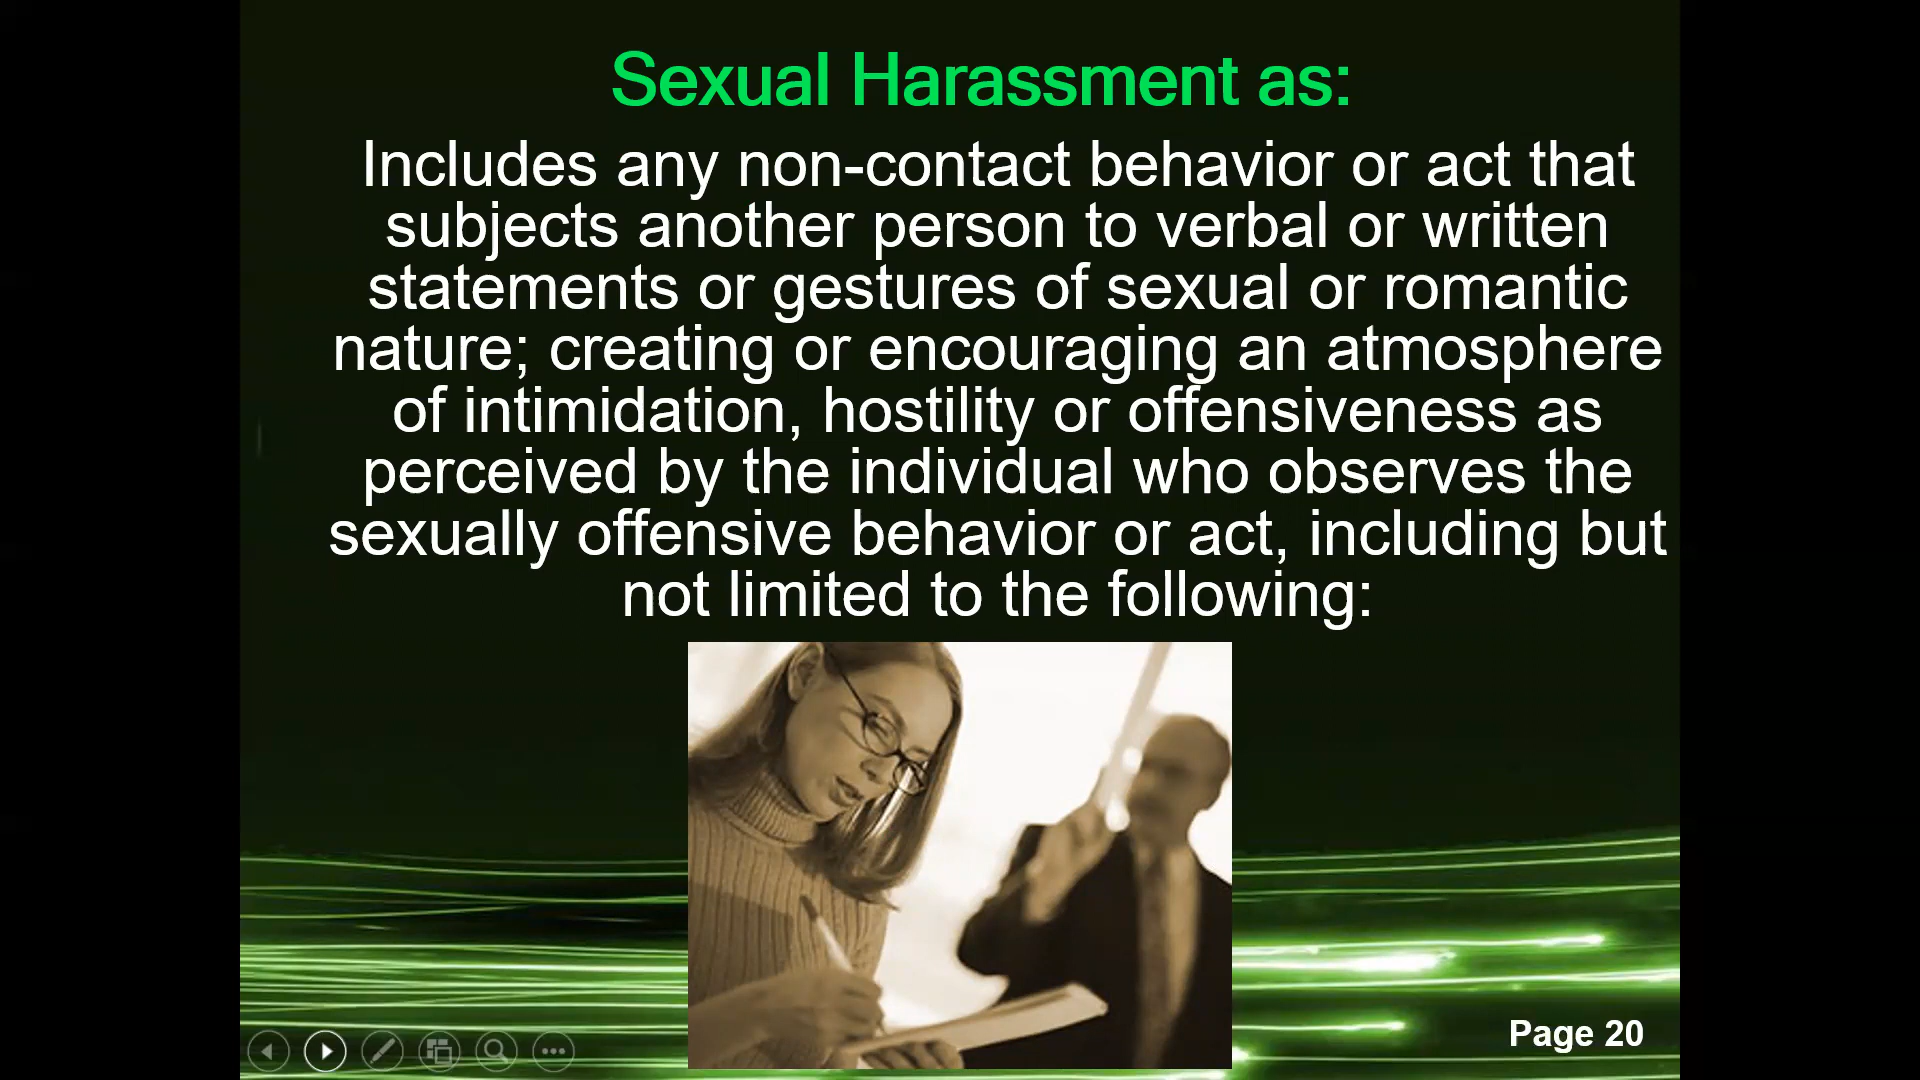 Sexual Harassment as:
Includes any non-contact behavior or act that
subjects another person to verbal or written
statements or gestures of sexual or romantic
nature; creating or encouraging an atmosphere
of intimidation, hostility or offensiveness as
perceived by the individual who observes the
sexually offensive behavior or act, including but
not limited to the following:
Page 20